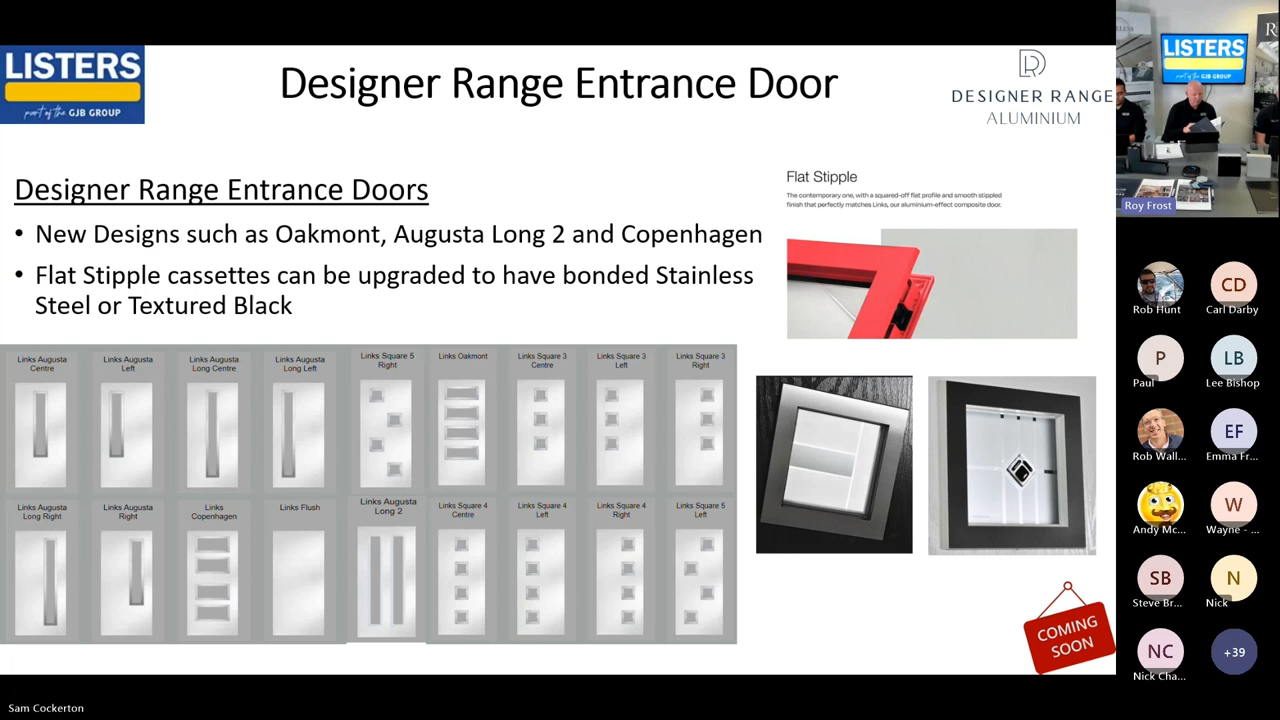 LISTERS
part of the GJB GROUP
Designer Range Entrance Door
DR
DESIGNER RANGE
ALUMINIUM
Designer Range Entrance Doors
• New Designs such as Oakmont, Augusta Long 2 and Copenhagen
• Flat Stipple cassettes can be upgraded to have bonded Stainless
Steel or Textured Black
Flat Stipple
The contemporary one, with a squared-off flat profile and smooth stippled
finish that perfectly matches Links, our aluminium-effect composite door.
Links Augusta
Centre
Links Augusta
Left
Links Augusta
Long Centre
Links Augusta
Long Left
Links Square 5
Right
Links Oakmont
Links Square 3
Centre
Links Square 3
Left
Links Square 3
Right
Links Augusta
Long Right
Links Augusta
Right
Links
Copenhagen
Links Flush
Links Augusta
Long 2
Links Square 4
Centre
Links Square 4
Left
Links Square 4
Right
Links Square 5
Left
COMING
SOON
LISTERS
part of the GJB GROUP
R
Roy Frost
Rob Hunt
CD
Carl Darby
P
Paul
LB
Lee Bishop
Rob Wall...
EF
Emma Fr...
Andy Mc...
W
Wayne - ...
SB
Steve Br...
N
Nick
NC
Nick Cha...
+39
Sam Cockerton